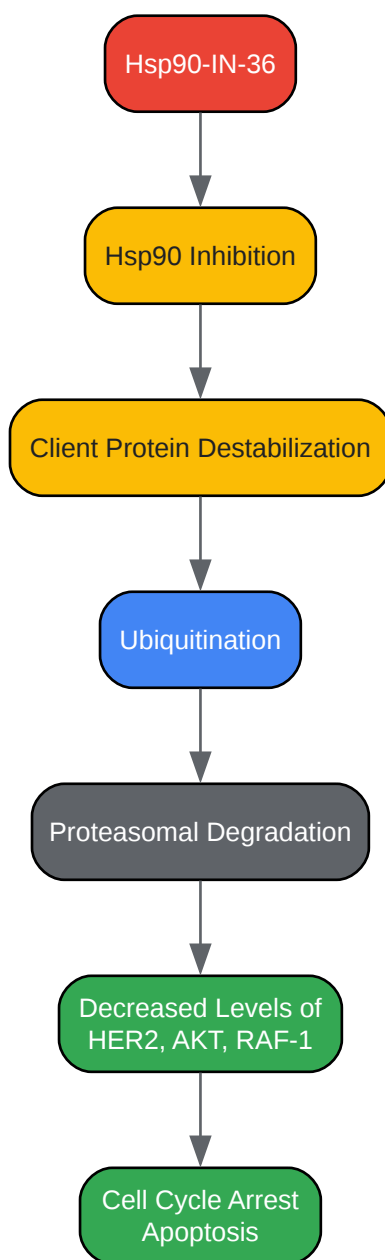 Hsp90-IN-36
Hsp90 Inhibition
Client Protein Destabilization
Ubiquitination
Proteasomal Degradation
Decreased Levels of
HER2, AKT, RAF-1
Cell Cycle Arrest
Apoptosis